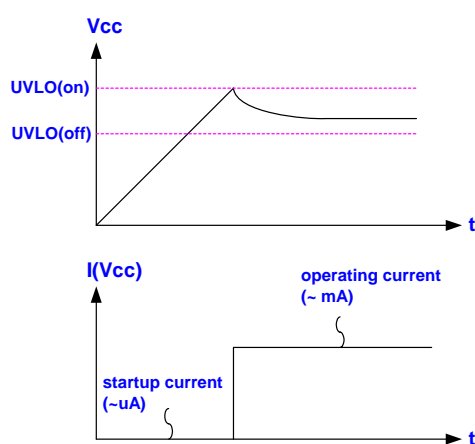 Vcc
UVLO(on)
UVLO(off)
t
I(Vcc)
operating current
(~ mA)
startup current
(~uA)
t